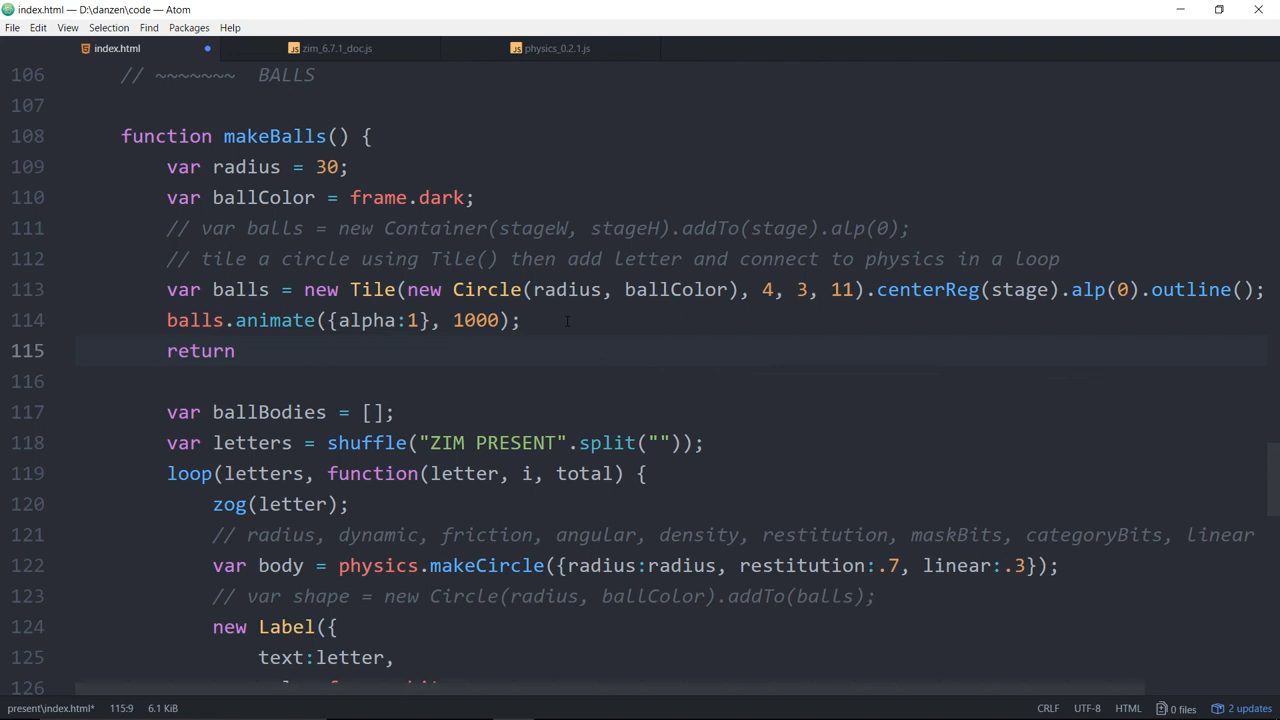 index.html — D:\danzen\code — Atom
File Edit View Selection Find Packages Help
index.html zim_6.7.1_doc.js physics_0.2.1.js
106 // ~~~~~~~ BALLS
107
108 function makeBalls() {
109 var radius = 30;
110 var ballColor = frame.dark;
111 // var balls = new Container(stageW, stageH).addTo(stage).alp(0);
112 // tile a circle using Tile() then add letter and connect to physics in a loop
113 var balls = new Tile(new Circle(radius, ballColor), 4, 3, 11).centerReg(stage).alp(0).outline();
114 balls.animate({alpha:1}, 1000);
115 return
116
117 var ballBodies = [];
118 var letters = shuffle("ZIM PRESENT".split(""));
119 loop(letters, function(letter, i, total) {
120 zog(letter);
121 // radius, dynamic, friction, angular, density, restitution, maskBits, categoryBits, linear
122 var body = physics.makeCircle({radius:radius, restitution:.7, linear:.3});
123 // var shape = new Circle(radius, ballColor).addTo(balls);
124 new Label({
125 text:letter,
126
present\index.html* 115:9 6.1 KiB CRLF UTF-8 HTML 0 files 2 updates